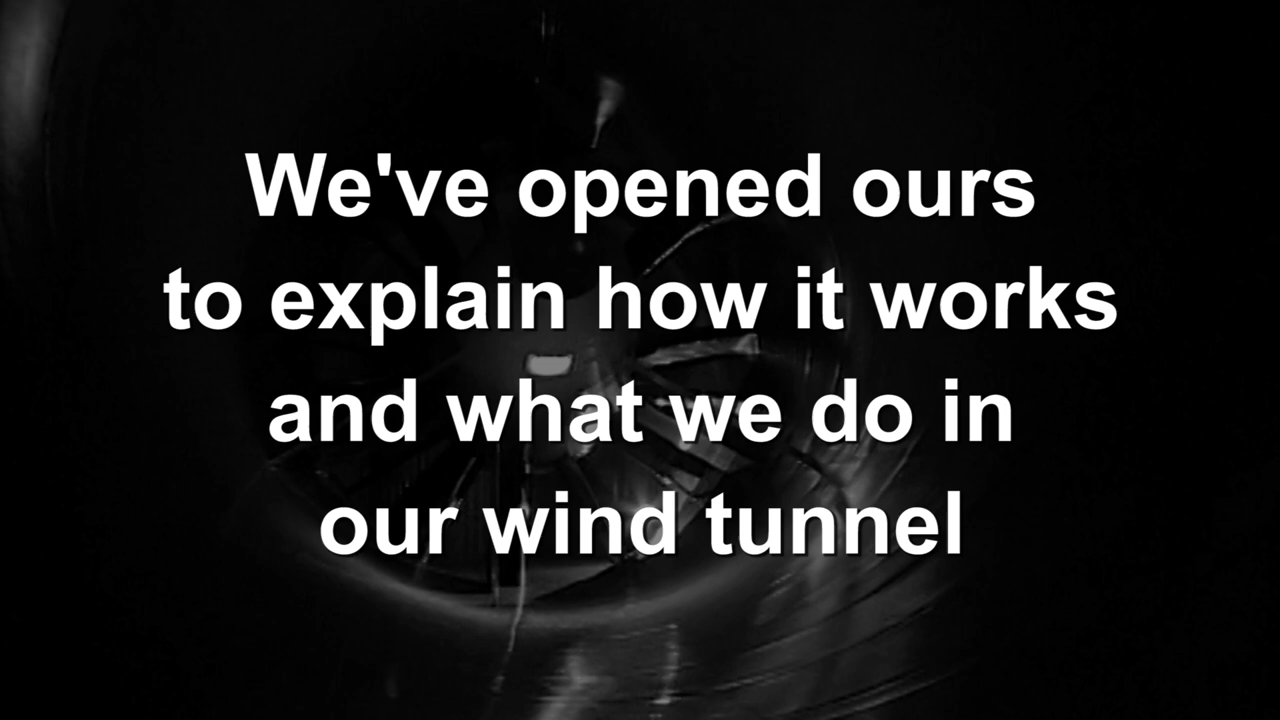 We've opened ours
to explain how it works
and what we do in
our wind tunnel